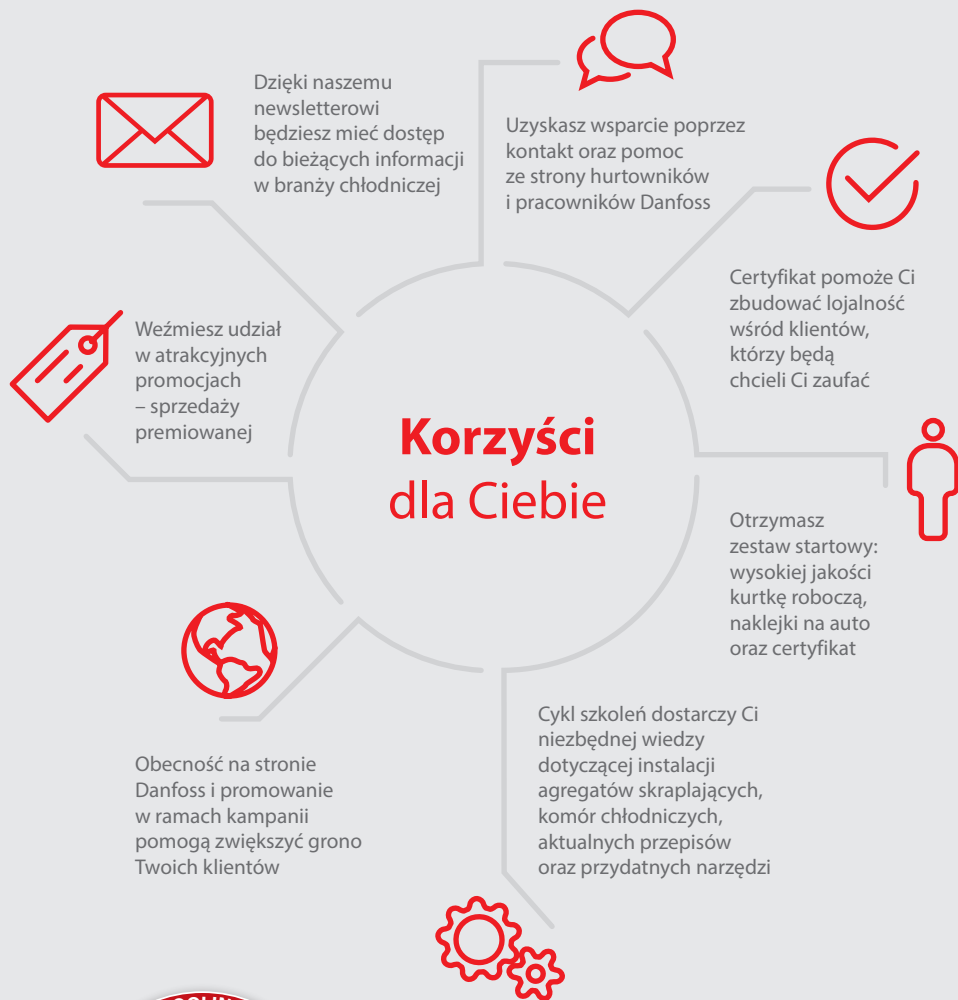 Dzięki naszemu
newsletterowi
będziesz mieć dostęp
do bieżących informacji
w branży chłodniczej
Uzyskasz wsparcie poprzez
kontakt oraz pomoc
ze strony hurtowników
i pracowników Danfoss
Certyfikat pomoże Ci
zbudować lojalność
wśród klientów,
którzy będą
chcieli Ci zaufać
Weźmiesz udział
w atrakcyjnych
promocjach
– sprzedaży
premiowanej
Korzyści
dla Ciebie
Otrzymasz
zestaw startowy:
wysokiej jakości
kurtkę roboczą,
naklejki na auto
oraz certyfikat
Cykl szkoleń dostarczy Ci
niezbędnej wiedzy
dotyczącej instalacji
agregatów skraplających,
komór chłodniczych,
aktualnych przepisów
oraz przydatnych narzędzi
Obecność na stronie
Danfoss i promowanie
w ramach kampanii
pomogą zwiększyć grono
Twoich klientów